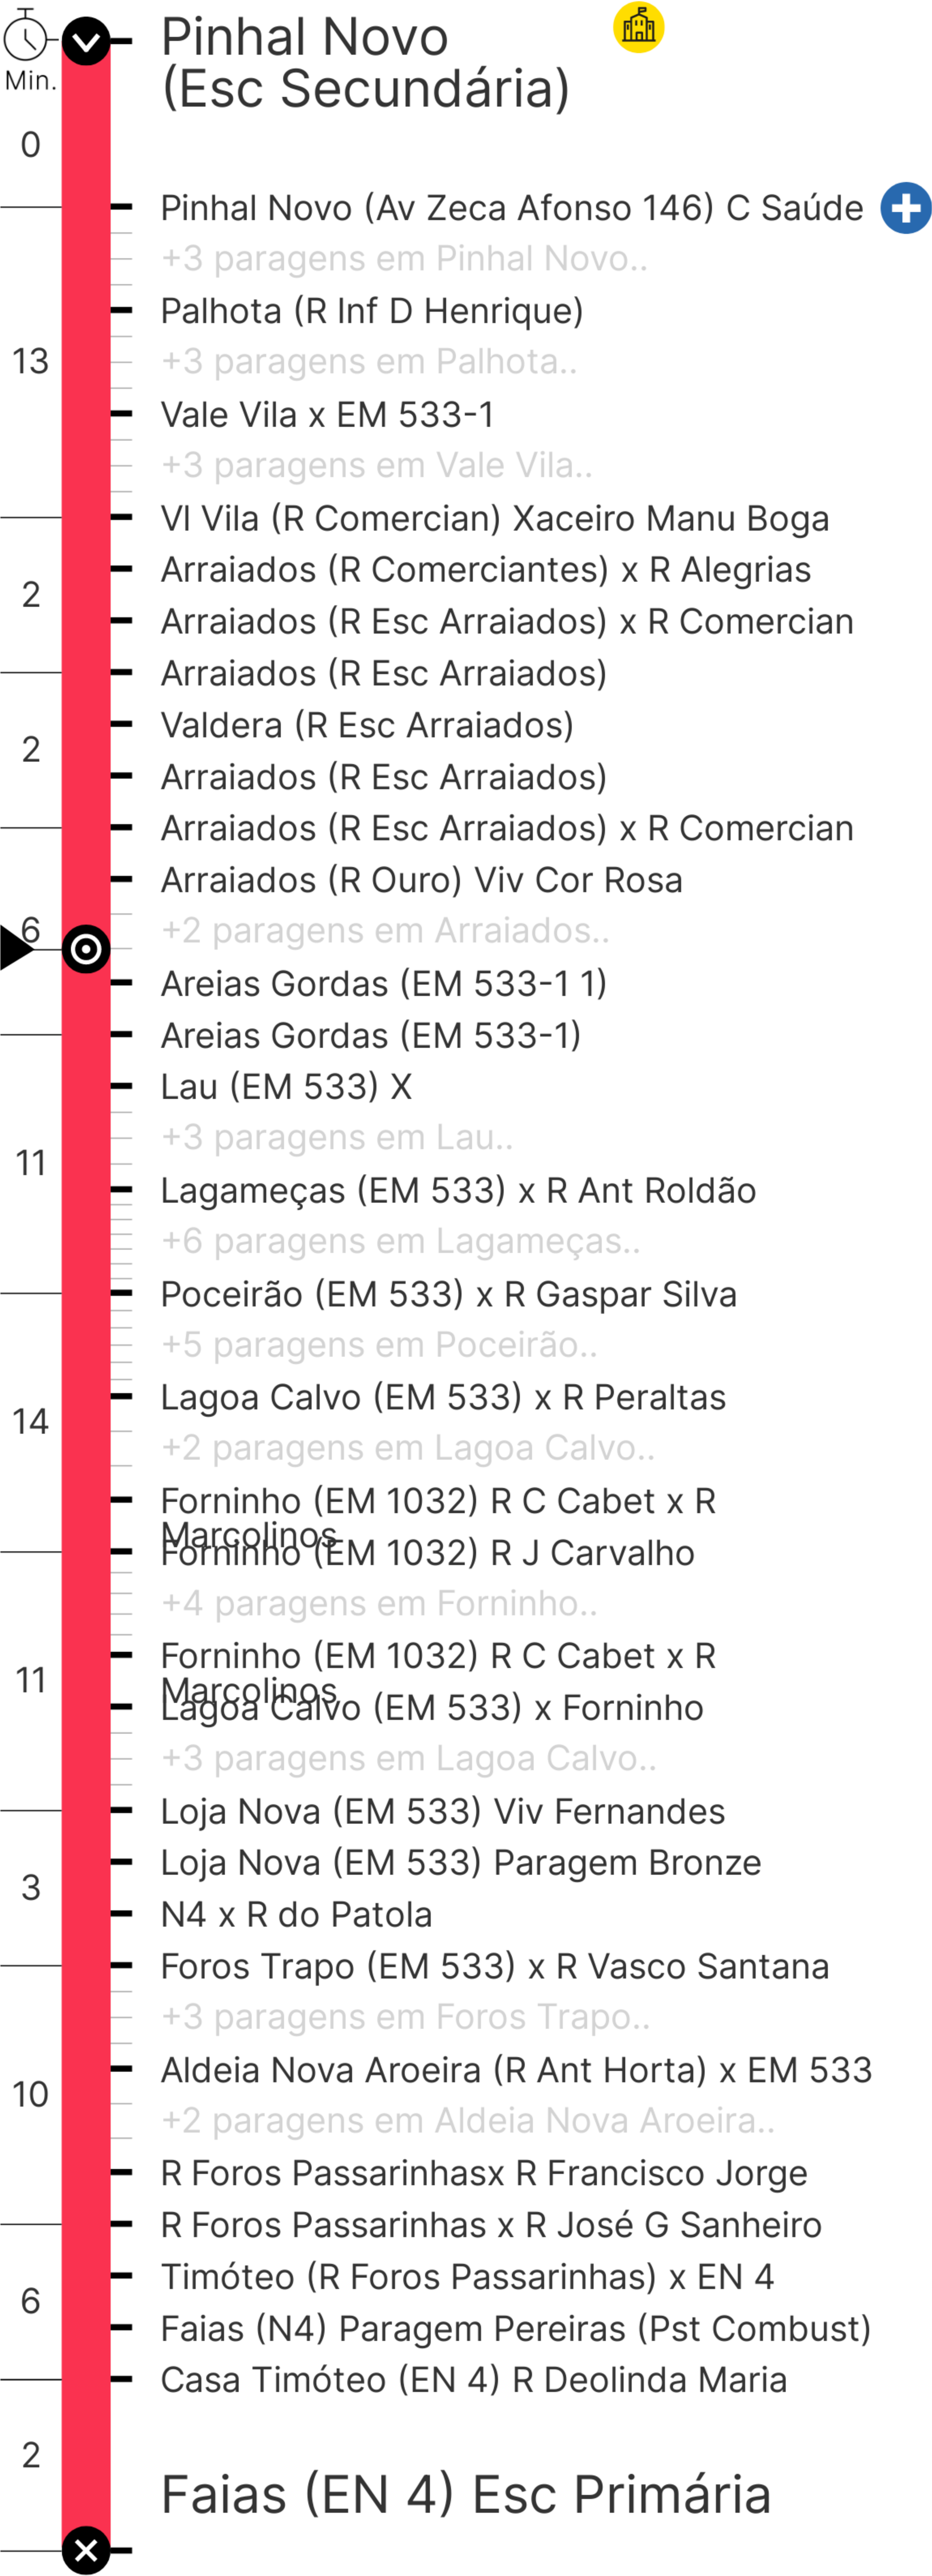 Min.
Pinhal Novo
(Esc Secundária)
0
Pinhal Novo (Av Zeca Afonso 146) C Saúde
+3 paragens em Pinhal Novo..
Palhota (R Inf D Henrique)
13
+3 paragens em Palhota..
Vale Vila x EM 533-1
+3 paragens em Vale Vila..
Vl Vila (R Comercian) Xaceiro Manu Boga
Arraiados (R Comerciantes) x R Alegrias
2
Arraiados (R Esc Arraiados) x R Comercian
Arraiados (R Esc Arraiados)
Valdera (R Esc Arraiados)
2
Arraiados (R Esc Arraiados)
Arraiados (R Esc Arraiados) x R Comercian
Arraiados (R Ouro) Viv Cor Rosa
6
+2 paragens em Arraiados..
Areias Gordas (EM 533-1 1)
Areias Gordas (EM 533-1)
Lau (EM 533) X
+3 paragens em Lau..
11
Lagameças (EM 533) x R Ant Roldão
+6 paragens em Lagameças..
Poceirão (EM 533) x R Gaspar Silva
+5 paragens em Poceirão..
Lagoa Calvo (EM 533) x R Peraltas
14
+2 paragens em Lagoa Calvo..
Forninho (EM 1032) R C Cabet x R
Marcolinos
Forninho (EM 1032) R J Carvalho
+4 paragens em Forninho..
Forninho (EM 1032) R C Cabet x R
11
Marcolinos
Lagoa Calvo (EM 533) x Forninho
+3 paragens em Lagoa Calvo..
Loja Nova (EM 533) Viv Fernandes
Loja Nova (EM 533) Paragem Bronze
3
N4 x R do Patola
Foros Trapo (EM 533) x R Vasco Santana
+3 paragens em Foros Trapo..
Aldeia Nova Aroeira (R Ant Horta) x EM 533
10
+2 paragens em Aldeia Nova Aroeira..
R Foros Passarinhasx R Francisco Jorge
R Foros Passarinhas x R José G Sanheiro
Timóteo (R Foros Passarinhas) x EN 4
6
Faias (N4) Paragem Pereiras (Pst Combust)
Casa Timóteo (EN 4) R Deolinda Maria
2
Faias (EN 4) Esc Primária